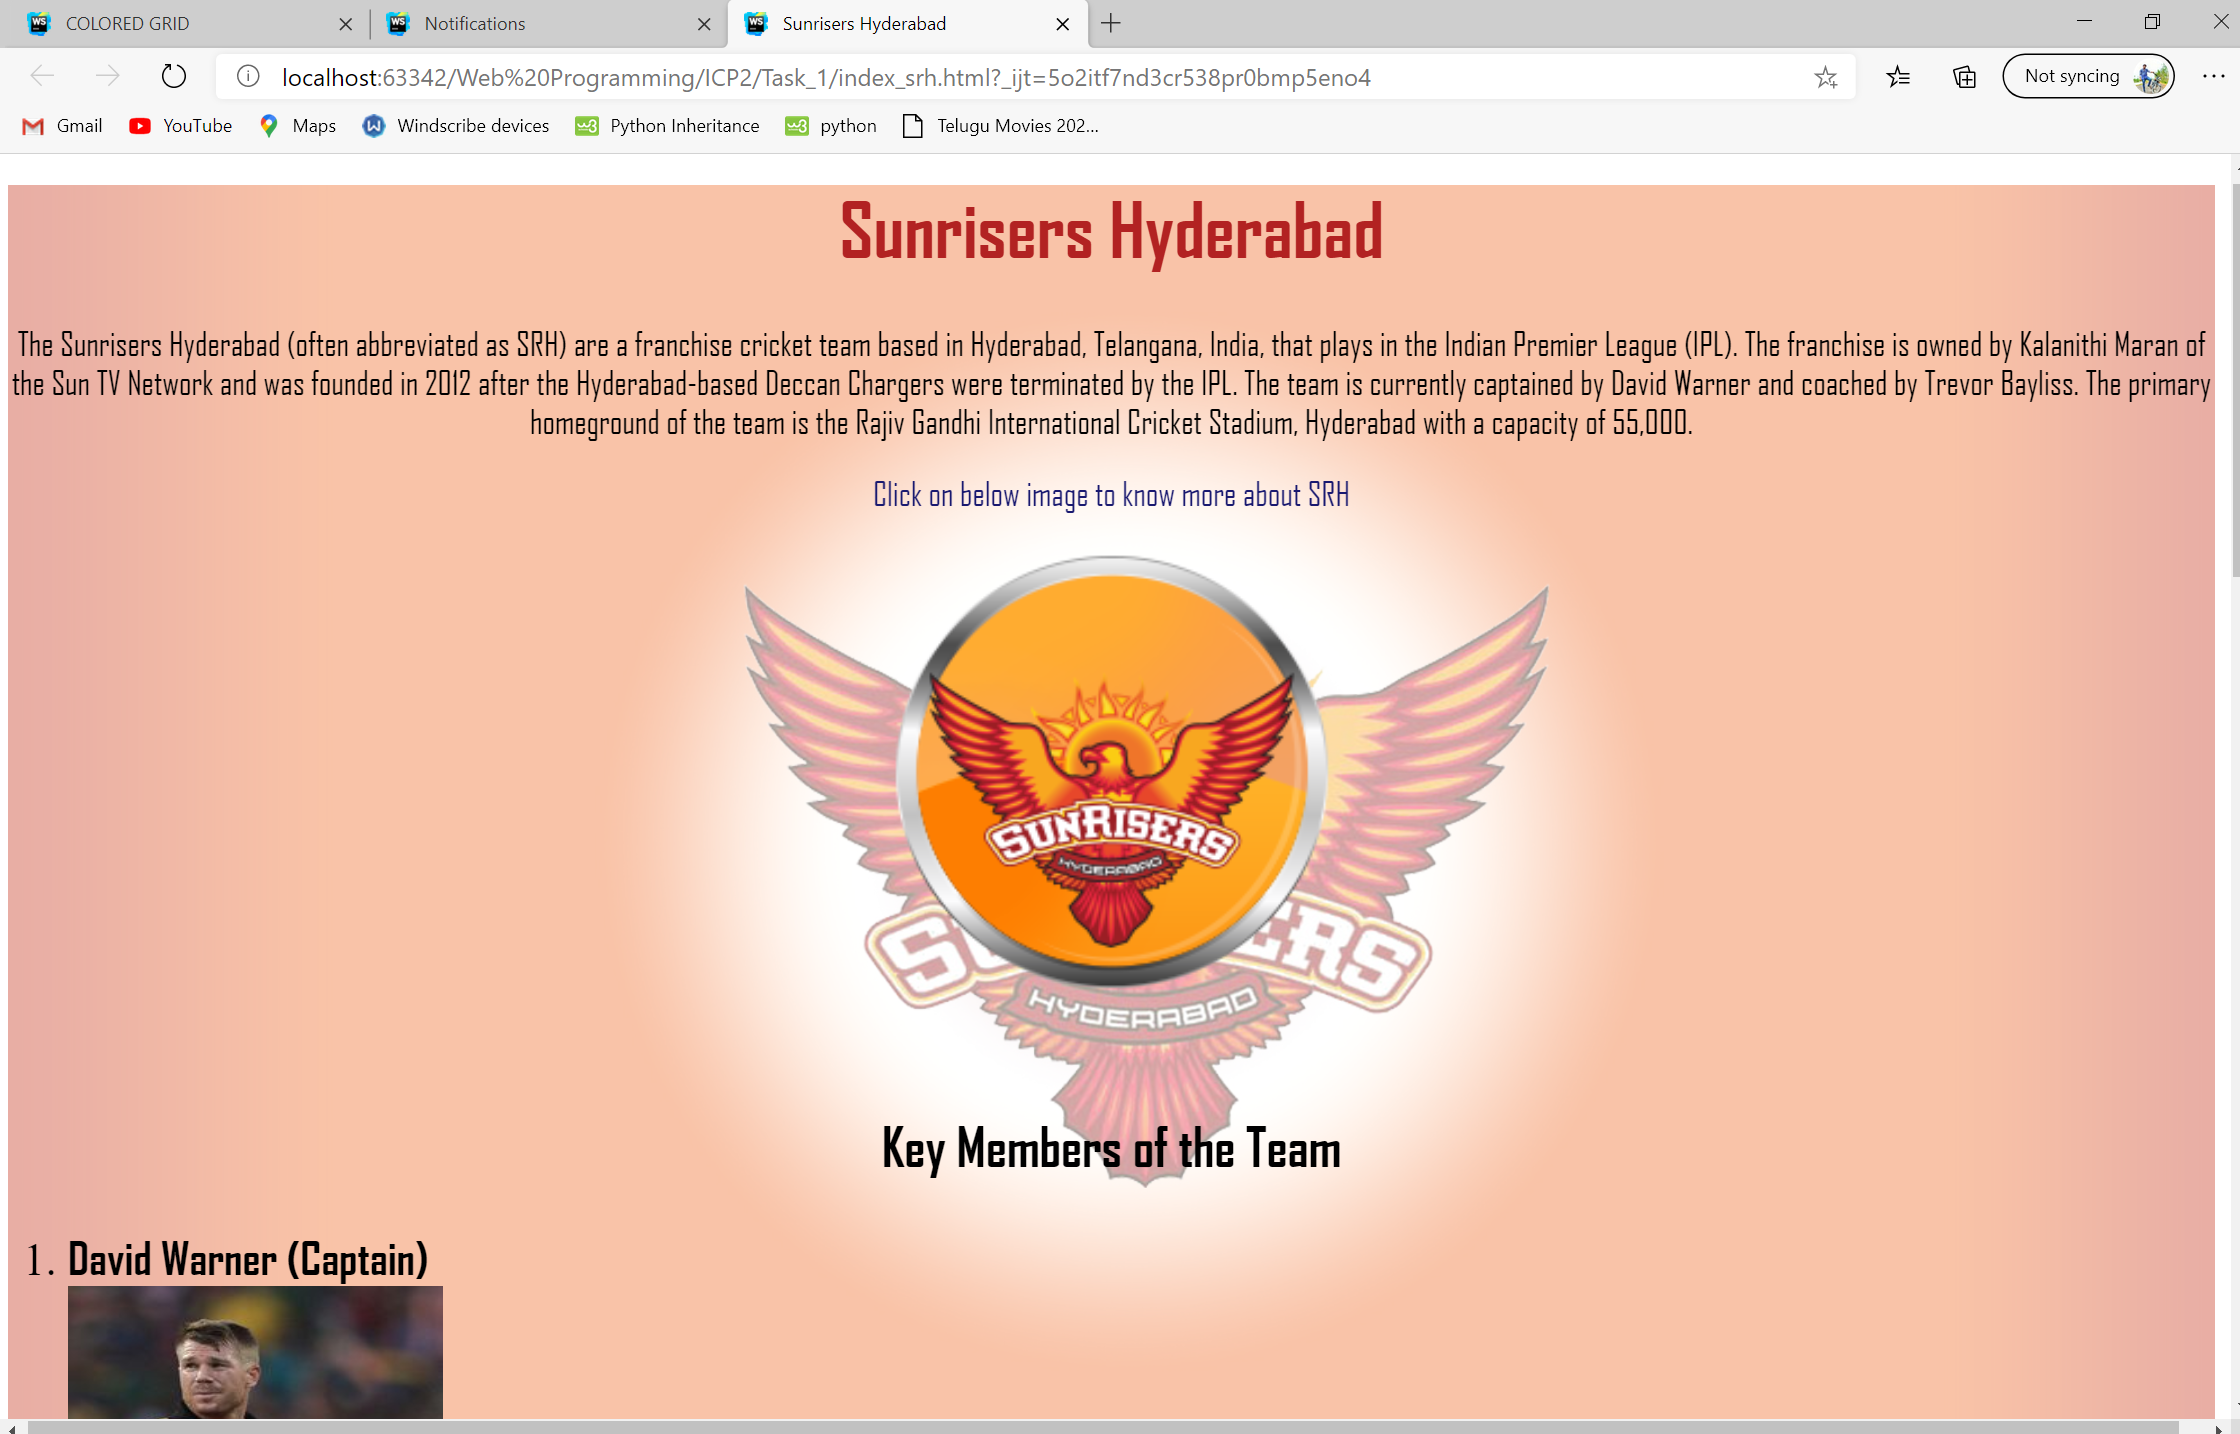 COLORED GRID
Notifications
Sunrisers Hyderabad
localhost:63342/Web%20Programming/ICP2/Task_1/index_srh.html?_ijt=5o2itf7nd3cr538pr0bmp5eno4
Not syncing
Gmail
YouTube
Maps
Windscribe devices
Python Inheritance
python
Telugu Movies 202...
Sunrisers Hyderabad
The Sunrisers Hyderabad (often abbreviated as SRH) are a franchise cricket team based in Hyderabad, Telangana, India, that plays in the Indian Premier League (IPL). The franchise is owned by Kalanithi Maran of
the Sun TV Network and was founded in 2012 after the Hyderabad-based Deccan Chargers were terminated by the IPL. The team is currently captained by David Warner and coached by Trevor Bayliss. The primary
homeground of the team is the Rajiv Gandhi International Cricket Stadium, Hyderabad with a capacity of 55,000.
Click on below image to know more about SRH
SUNRISERS
HYDERABAD
HYDERABAD
Key Members of the Team
1. David Warner (Captain)